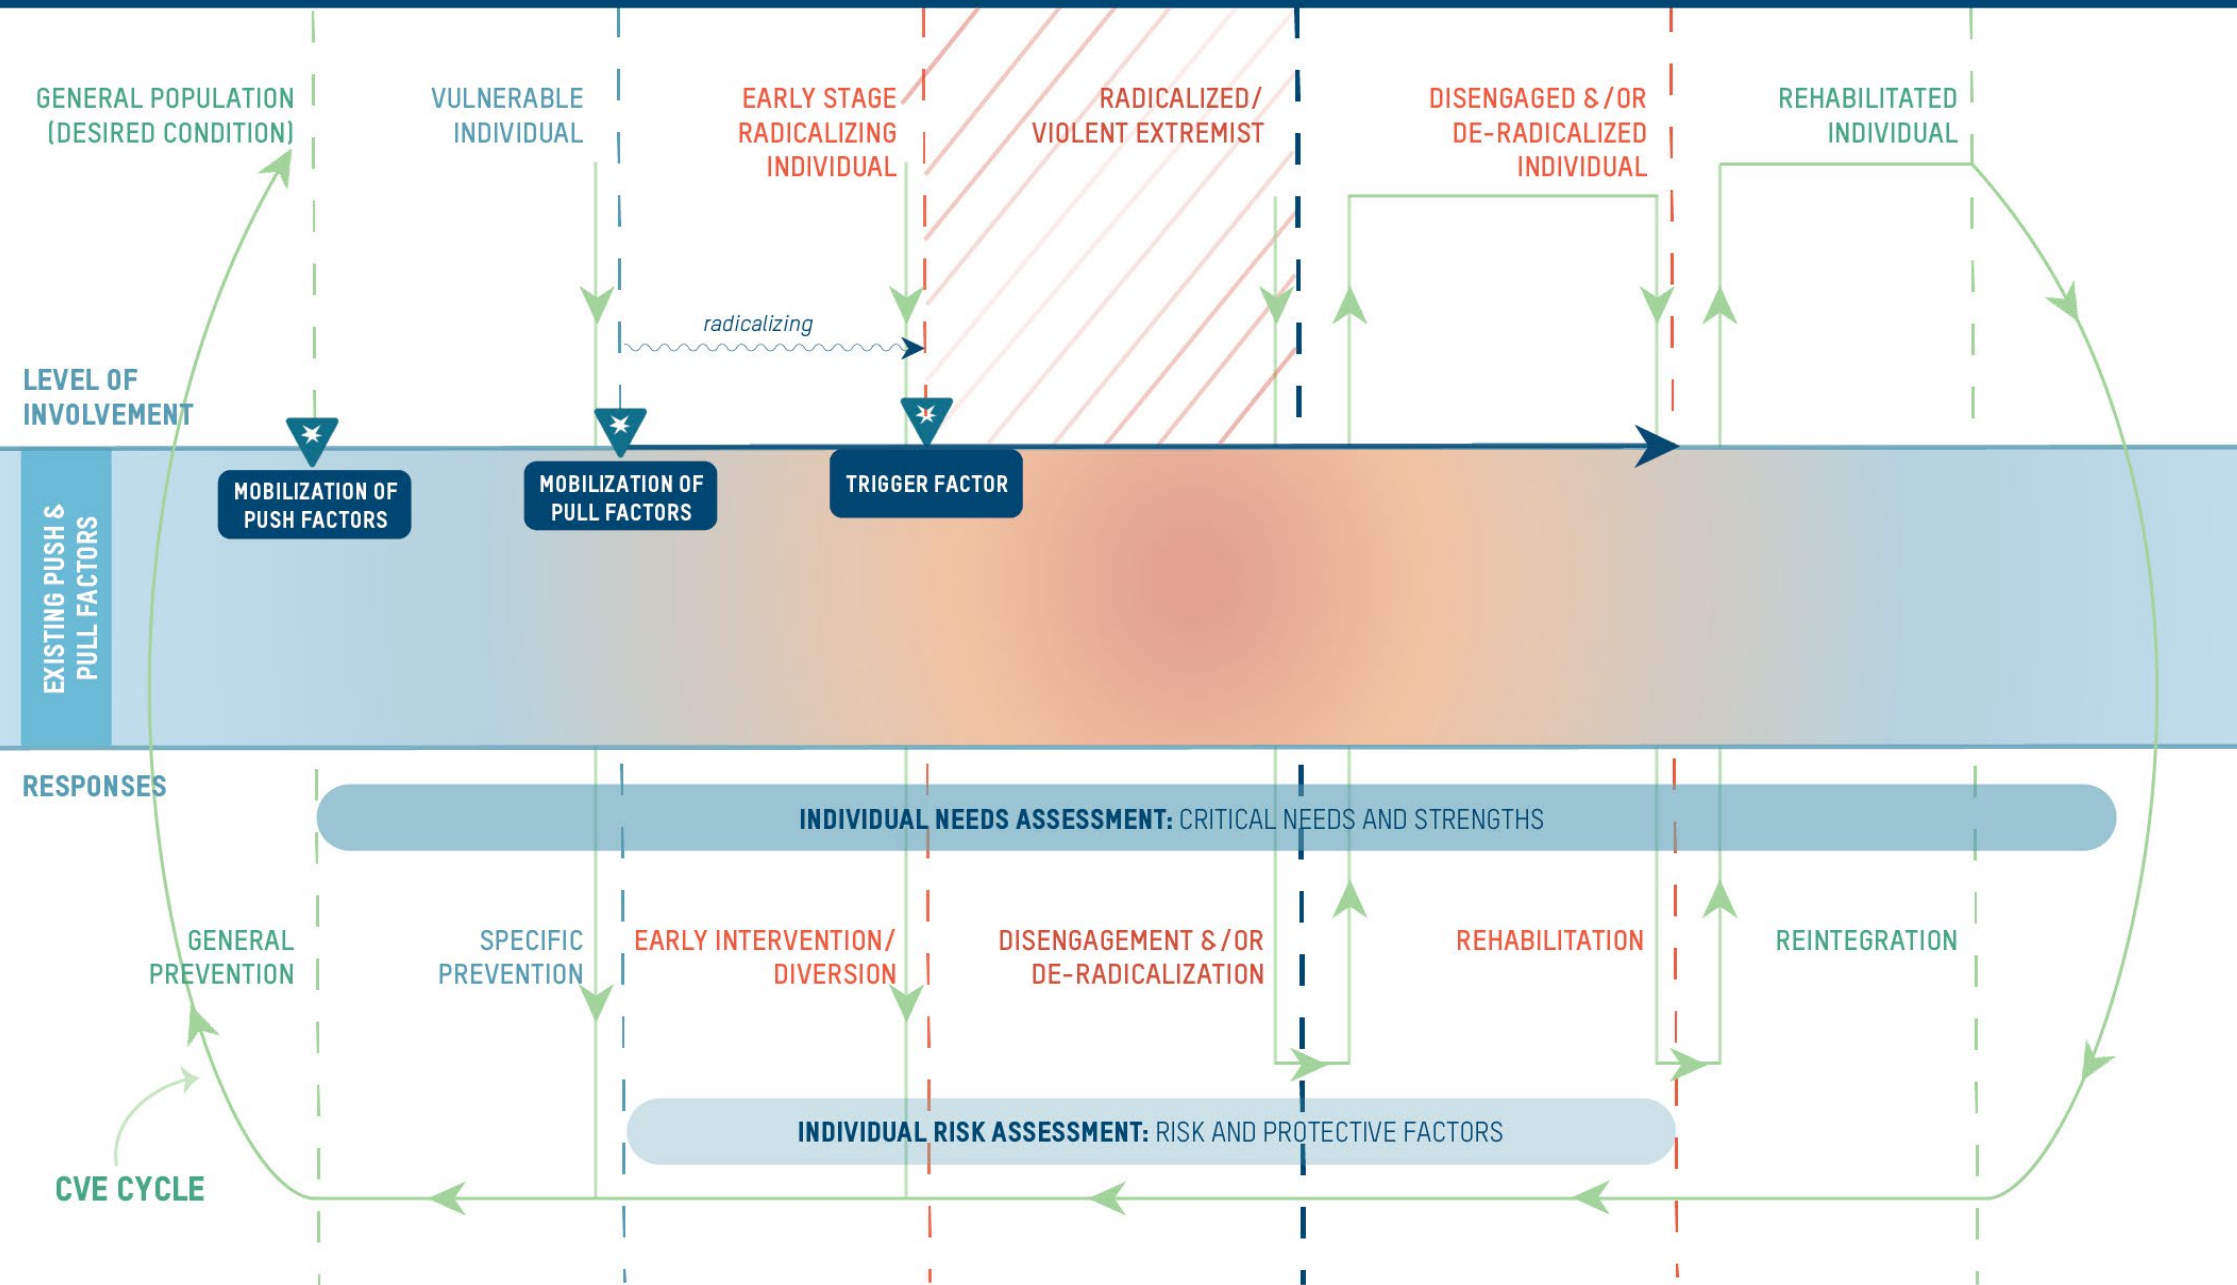 GENERAL POPULATION
(DESIRED CONDITION)
VULNERABLE
INDIVIDUAL
EARLY STAGE
RADICALIZING
INDIVIDUAL
RADICALIZED/
VIOLENT EXTREMIST
DISENGAGED &/OR
DE-RADICALIZED
INDIVIDUAL
REHABILITATED
INDIVIDUAL
radicalizing
LEVEL OF
INVOLVEMENT
MOBILIZATION OF
PUSH FACTORS
MOBILIZATION OF
PULL FACTORS
TRIGGER FACTOR
EXISTING PUSH &
PULL FACTORS
RESPONSES
INDIVIDUAL NEEDS ASSESSMENT: CRITICAL NEEDS AND STRENGTHS
GENERAL
PREVENTION
SPECIFIC
PREVENTION
EARLY INTERVENTION/
DIVERSION
DISENGAGEMENT &/OR
DE-RADICALIZATION
REHABILITATION
REINTEGRATION
INDIVIDUAL RISK ASSESSMENT: RISK AND PROTECTIVE FACTORS
CVE CYCLE